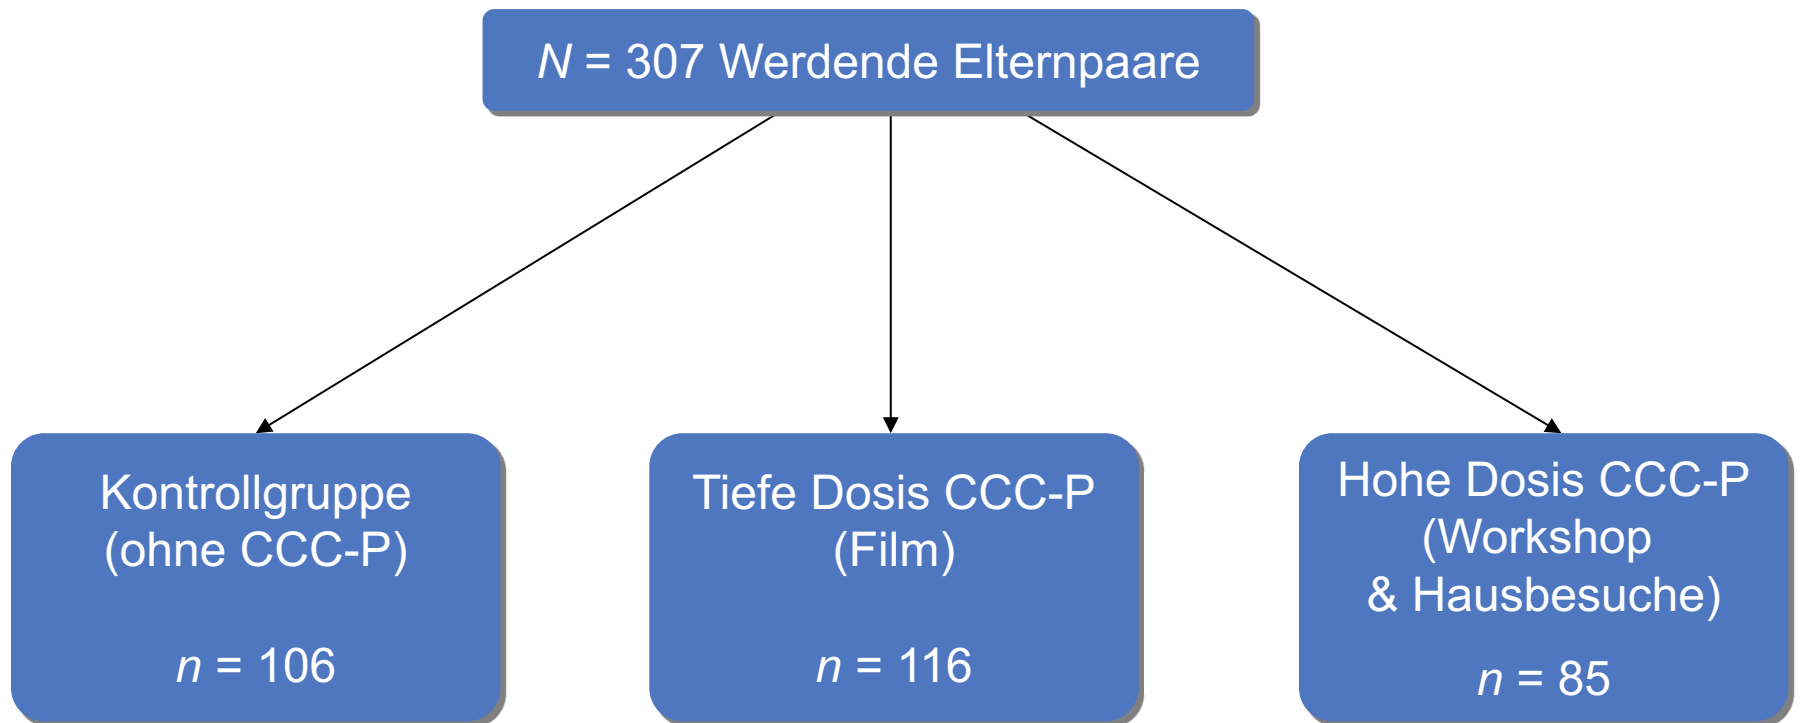 N = 307 Werdende Elternpaare
Kontrollgruppe
(ohne CCC-P)
n = 106
Tiefe Dosis CCC-P
(Film)
n = 116
Hohe Dosis CCC-P
(Workshop
& Hausbesuche)
n = 85